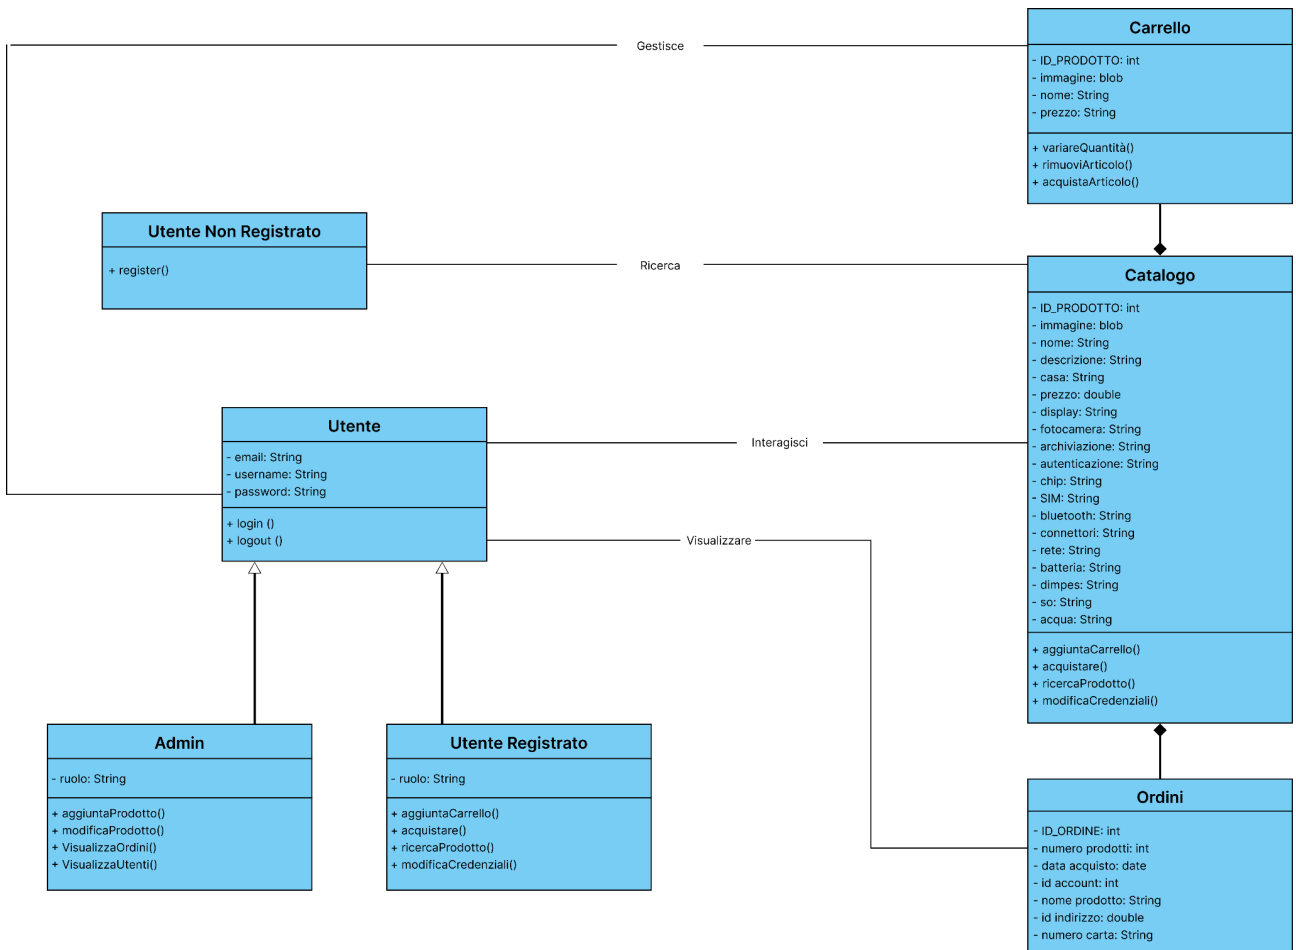 Gestisce
Carrello
- ID_PRODOTTO: int
- immagine: blob
- nome: String
- prezzo: String
+ variareQuantità()
+ rimuoviArticolo()
+ acquistaArticolo()
Utente Non Registrato
+ register()
Ricerca
Catalogo
- ID_PRODOTTO: int
- immagine: blob
- nome: String
- descrizione: String
- casa: String
- prezzo: double
- display: String
- fotocamera: String
- archiviazione: String
- autenticazione: String
- chip: String
- SIM: String
- bluetooth: String
- connettori: String
- rete: String
- batteria: String
- dimpes: String
- so: String
- acqua: String
+ aggiuntaCarrello()
+ acquistare()
+ ricercaProdotto()
+ modificaCredenziali()
Utente
- email: String
- username: String
- password: String
+ login ()
+ logout ()
Interagisci
Visualizzare
Admin
- ruolo: String
+ aggiuntaProdotto()
+ modificaProdotto()
+ VisualizzaOrdini()
+ VisualizzaUtenti()
Utente Registrato
- ruolo: String
+ aggiuntaCarrello()
+ acquistare()
+ ricercaProdotto()
+ modificaCredenziali()
Ordini
- ID_ORDINE: int
- numero prodotti: int
- data acquisto: date
- id account: int
- nome prodotto: String
- id indirizzo: double
- numero carta: String